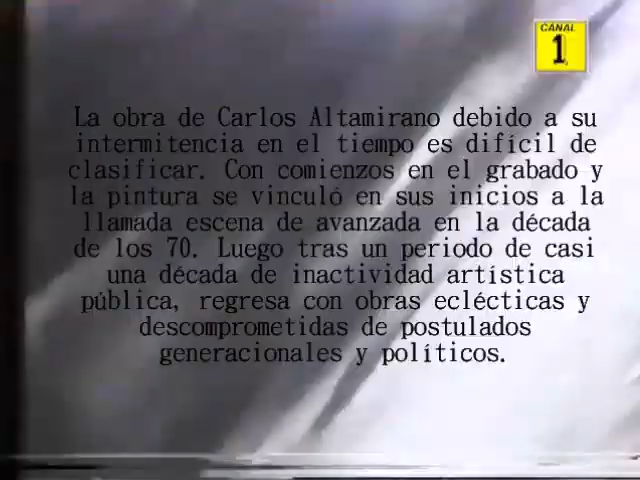 CANAL
1
La obra de Carlos Altamirano debido a su
intermitencia en el tiempo es difícil de
clasificar. Con comienzos en el grabado y
la pintura se vinculó en sus inicios a la
llamada escena de avanzada en la década
de los 70. Luego tras un periodo de casi
una década de inactividad artística
pública, regresa con obras eclécticas y
descomprometidas de postulados
generacionales y políticos.